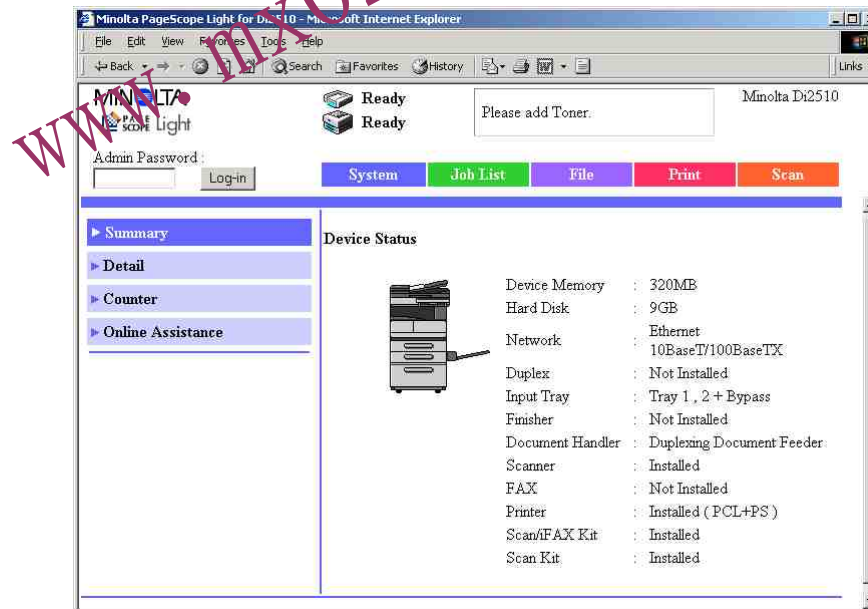 Minolta PageScope Light for Di2510 - Microsoft Internet Explorer
File Edit View Favorites Tools Help
Back Search Favorites History Links
MINOLTA Ready Please add Toner. Minolta Di2510
PAGE SCOPE Light Ready
Admin Password :
Log-in System Job List File Print Scan
Summary
Detail
Counter
Online Assistance
Device Status
Device Memory : 320MB
Hard Disk : 9GB
Network : Ethernet
10BaseT/100BaseTX
Duplex : Not Installed
Input Tray : Tray 1 , 2 + Bypass
Finisher : Not Installed
Document Handler : Duplexing Document Feeder
Scanner : Installed
FAX : Not Installed
Printer : Installed ( PCL+PS )
Scan/iFAX Kit : Installed
Scan Kit : Installed